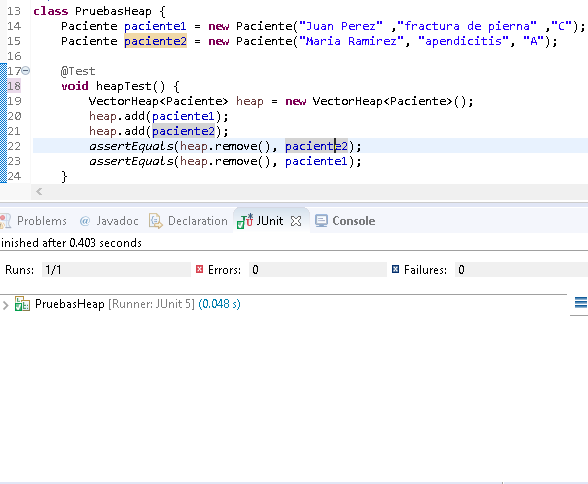 13 class PruebasHeap {
14     Paciente paciente1 = new Paciente("Juan Perez" ,"fractura de pierna" ,"C");
15     Paciente paciente2 = new Paciente("Maria Ramirez", "apendicitis", "A");
16
17     @Test
18     void heapTest() {
19         VectorHeap<Paciente> heap = new VectorHeap<Paciente>();
20         heap.add(paciente1);
21         heap.add(paciente2);
22         assertEquals(heap.remove(), paciente2);
23         assertEquals(heap.remove(), paciente1);
24     }
Problems @ Javadoc Declaration JUnit Console
inished after 0.403 seconds
Runs: 1/1 Errors: 0 Failures: 0
PruebasHeap [Runner: JUnit 5] (0.048 s)